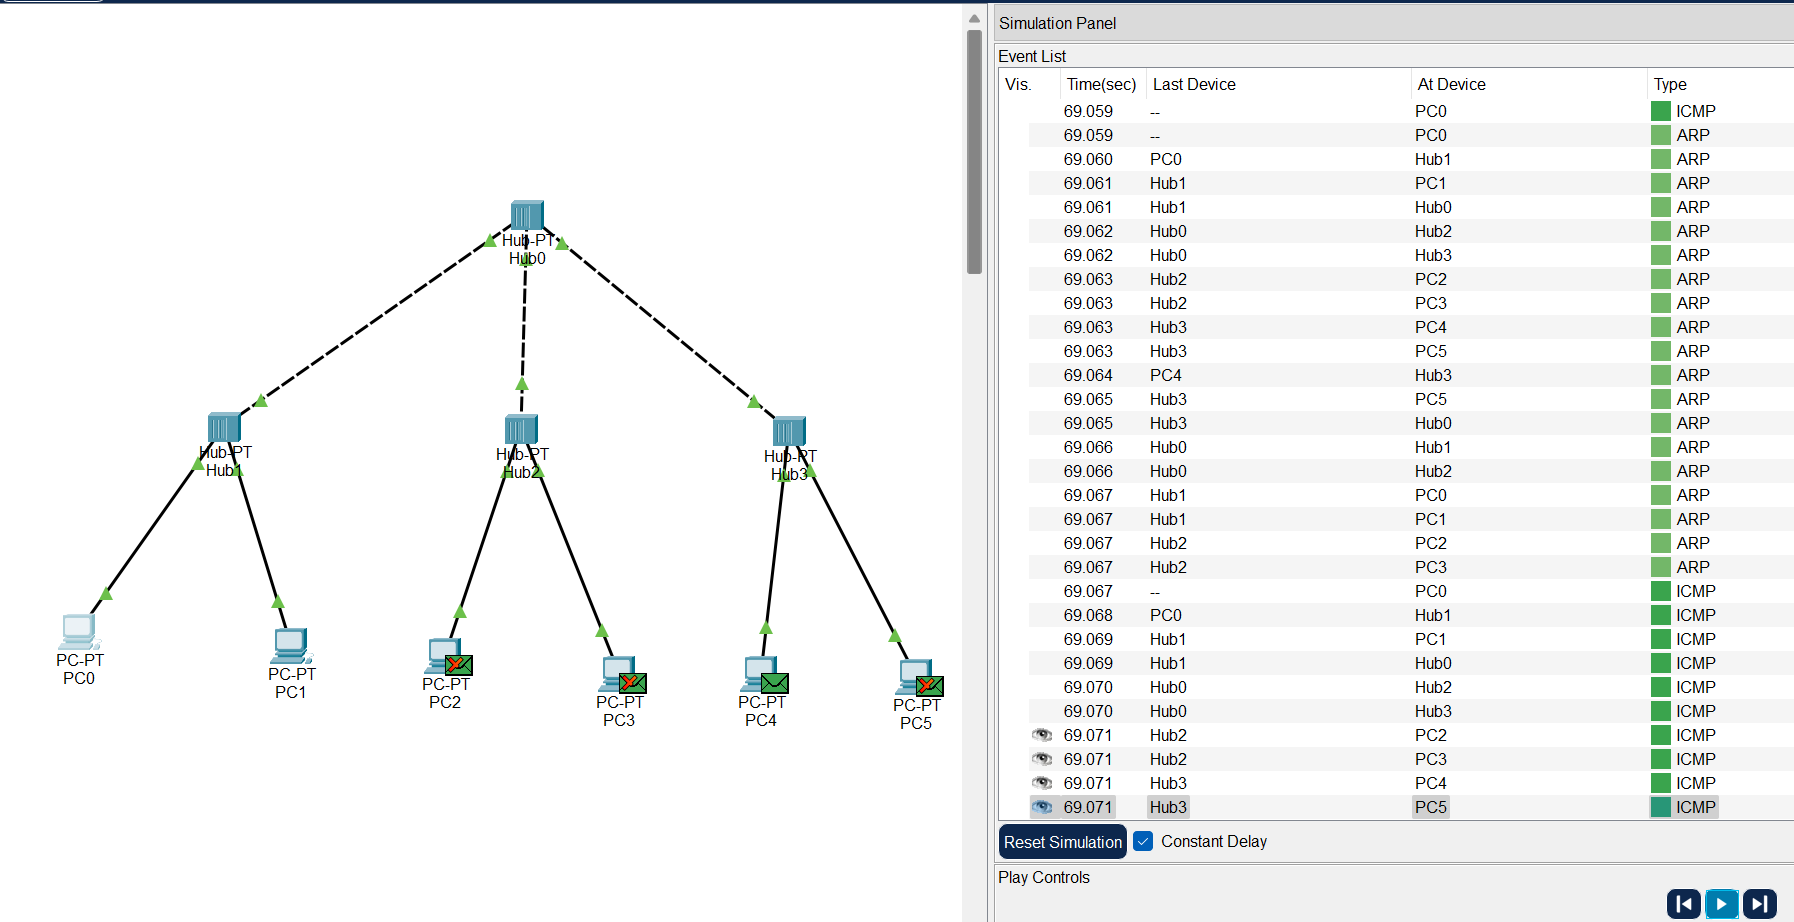 Hub-PT
Hub0
Hub-PT
Hub1
Hub-PT
Hub2
Hub-PT
Hub3
PC-PT
PC0
PC-PT
PC1
PC-PT
PC2
PC-PT
PC3
PC-PT
PC4
PC-PT
PC5
Simulation Panel
Event List
Vis. Time(sec) Last Device At Device Type
69.059 -- PC0 ICMP
69.059 -- PC0 ARP
69.060 PC0 Hub1 ARP
69.061 Hub1 PC1 ARP
69.061 Hub1 Hub0 ARP
69.062 Hub0 Hub2 ARP
69.062 Hub0 Hub3 ARP
69.063 Hub2 PC2 ARP
69.063 Hub2 PC3 ARP
69.063 Hub3 PC4 ARP
69.063 Hub3 PC5 ARP
69.064 PC4 Hub3 ARP
69.065 Hub3 PC5 ARP
69.065 Hub3 Hub0 ARP
69.066 Hub0 Hub1 ARP
69.066 Hub0 Hub2 ARP
69.067 Hub1 PC0 ARP
69.067 Hub1 PC1 ARP
69.067 Hub2 PC2 ARP
69.067 Hub2 PC3 ARP
69.067 -- PC0 ICMP
69.068 PC0 Hub1 ICMP
69.069 Hub1 PC1 ICMP
69.069 Hub1 Hub0 ICMP
69.070 Hub0 Hub2 ICMP
69.070 Hub0 Hub3 ICMP
69.071 Hub2 PC2 ICMP
69.071 Hub2 PC3 ICMP
69.071 Hub3 PC4 ICMP
69.071 Hub3 PC5 ICMP
Reset Simulation Constant Delay
Play Controls